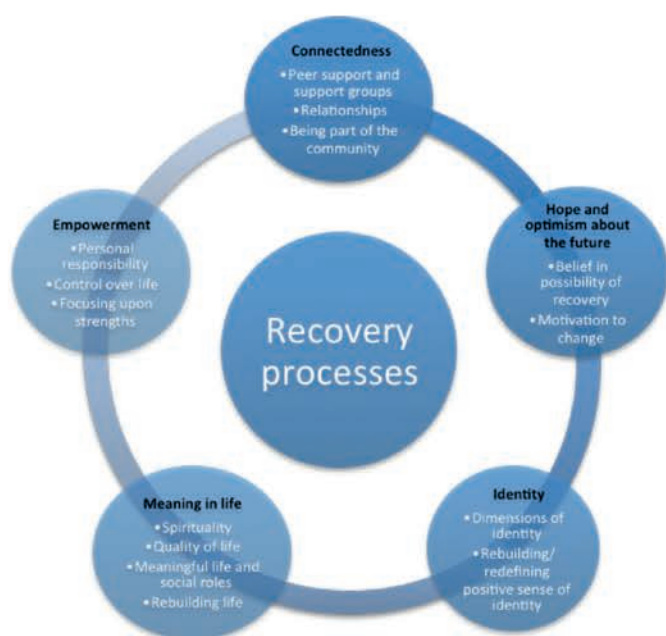 Connectedness
•Peer support and
support groups
•Relationships
•Being part of the
community
Hope and
optimism about
the future
•Belief in
possibility of
recovery
•Motivation to
change
Identity
•Dimensions of
identity
•Rebuilding/
redefining
positive sense of
identity
Meaning in life
•Spirituality
•Quality of life
•Meaningful life and
social roles
•Rebuilding life
Empowerment
•Personal
responsibility
•Control over life
•Focusing upon
strengths
Recovery
processes